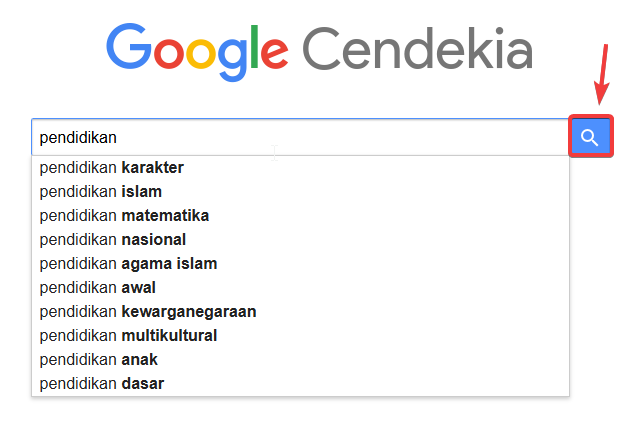 Google Cendekia
pendidikan
pendidikan karakter
pendidikan islam
pendidikan matematika
pendidikan nasional
pendidikan agama islam
pendidikan awal
pendidikan kewarganegaraan
pendidikan multikultural
pendidikan anak
pendidikan dasar